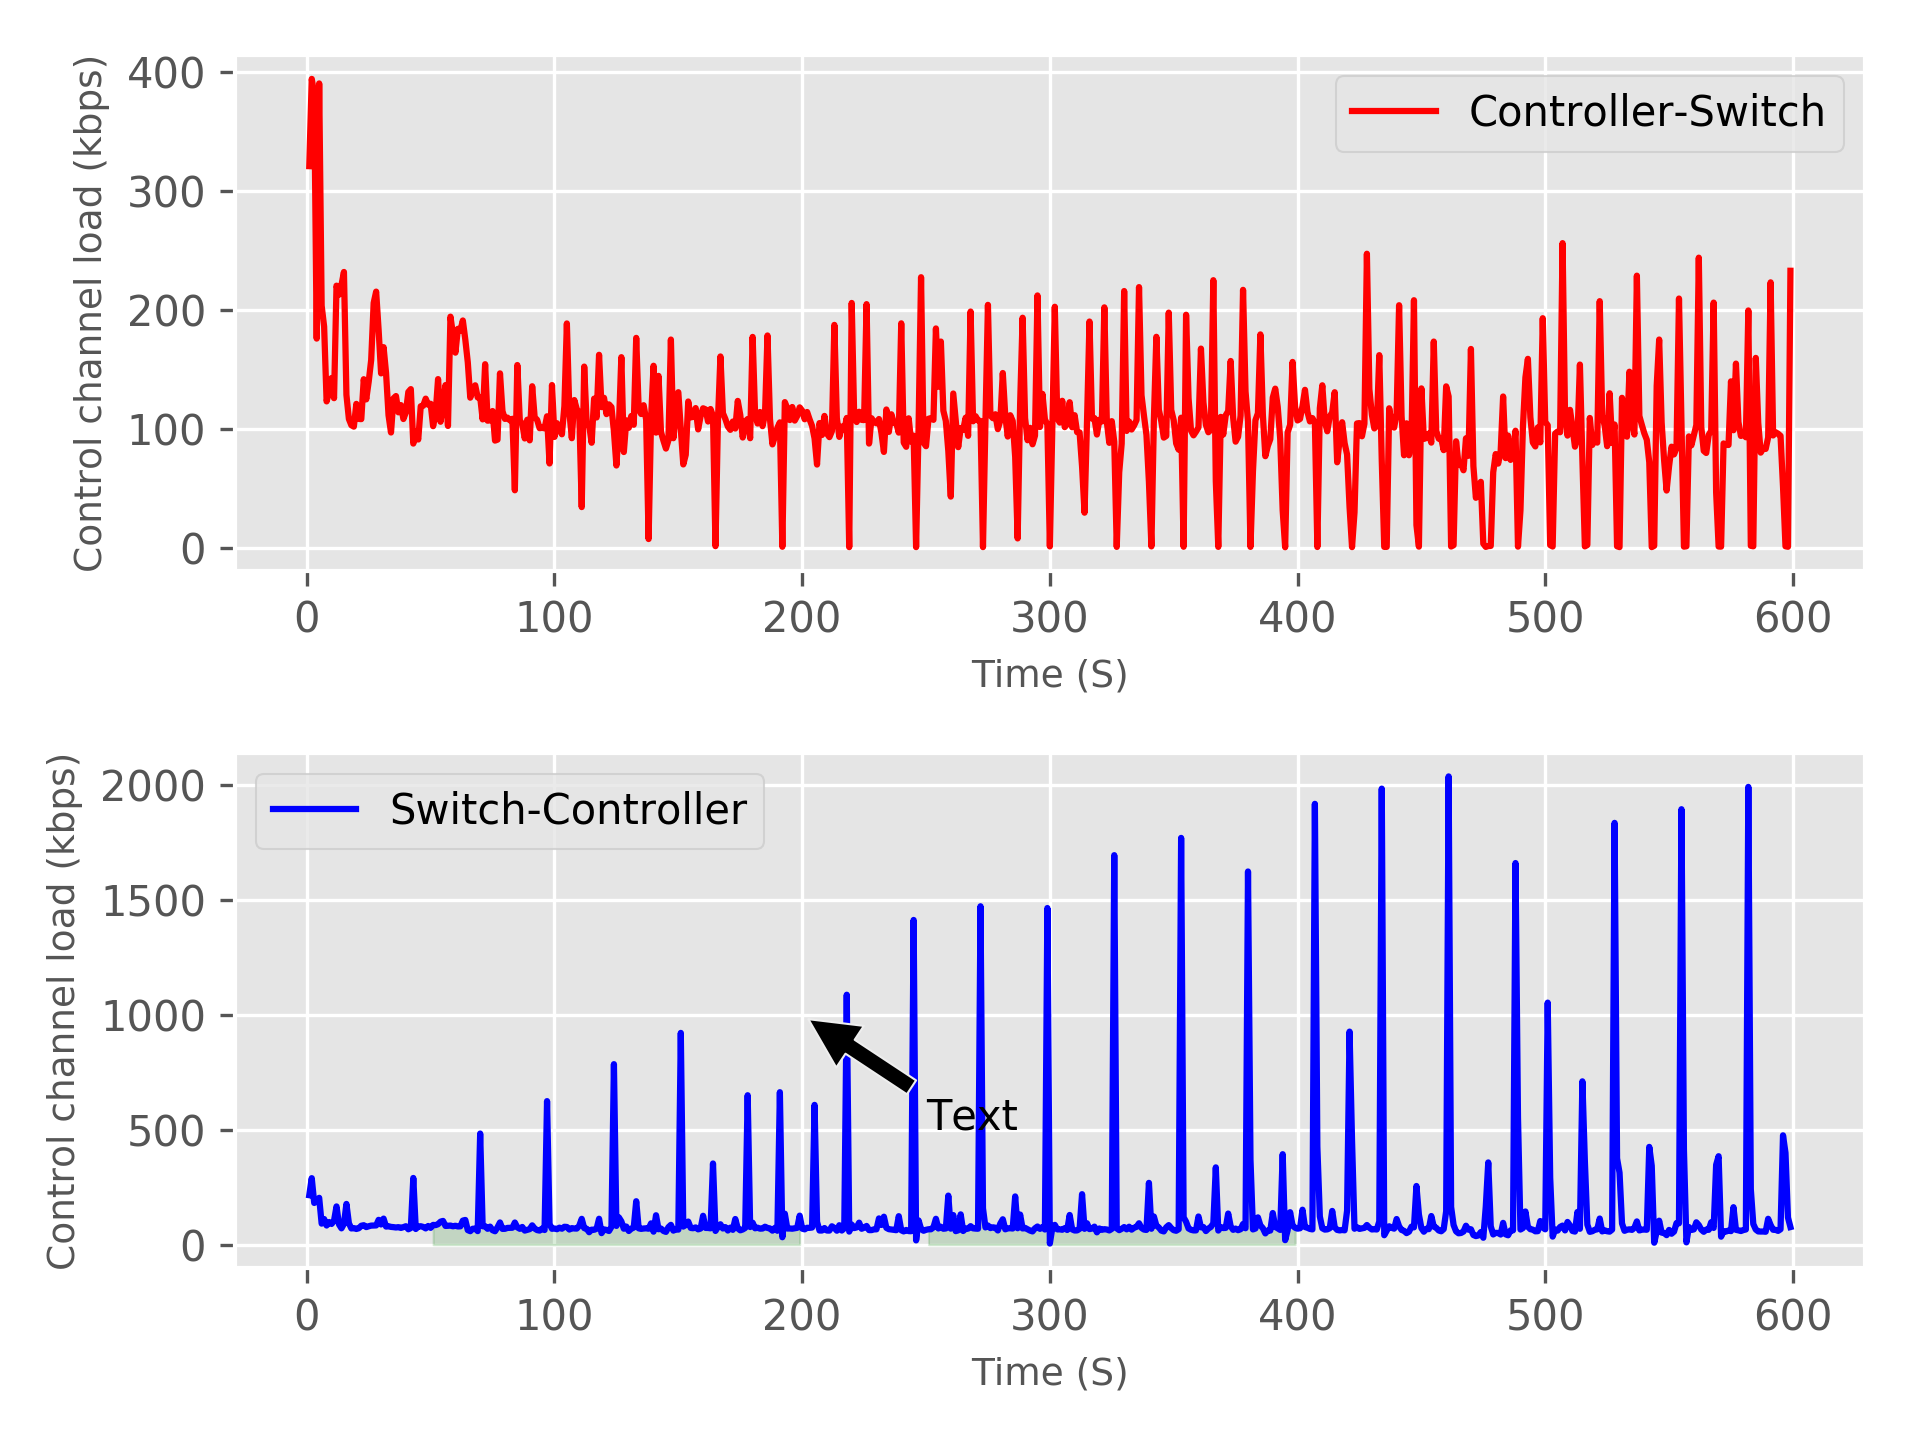 Control channel load (kbps)
400
300
200
100
0
Controller-Switch
0 100 200 300 400 500 600
Time (S)
Control channel load (kbps)
2000
1500
1000
500
0
Switch-Controller
Text
0 100 200 300 400 500 600
Time (S)